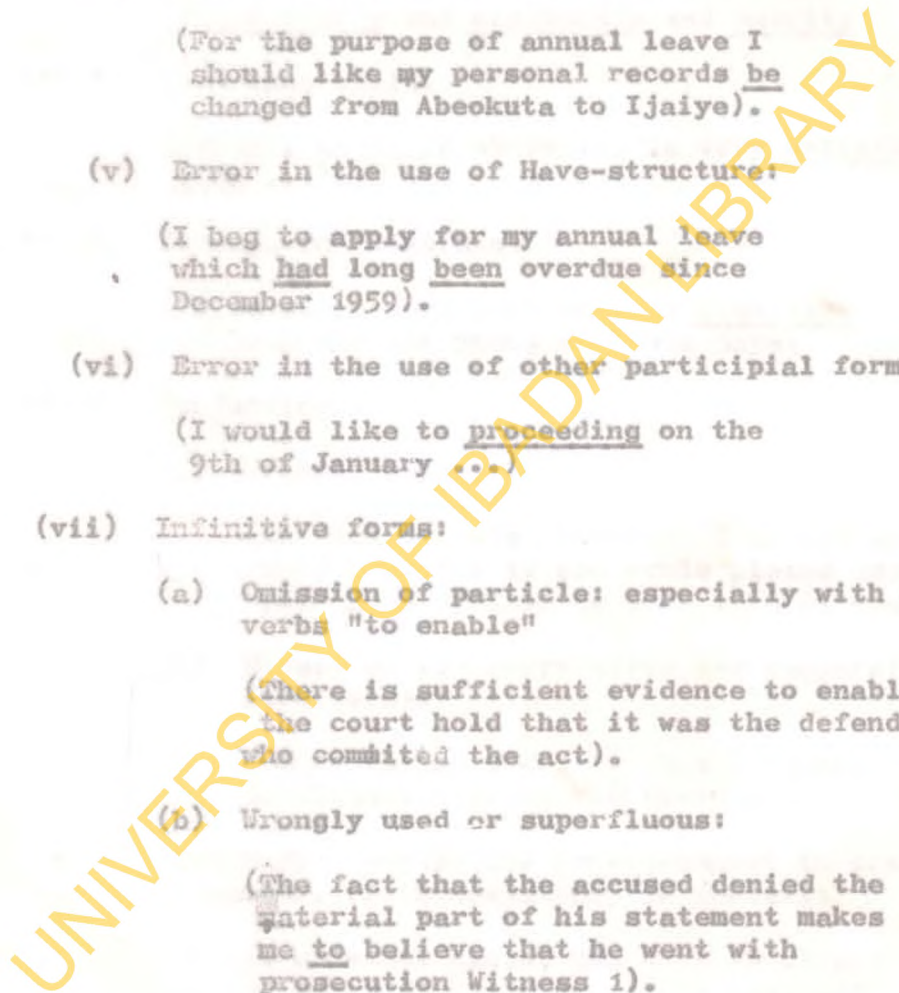 (For the purpose of annual leave I
should like my personal records be
changed from Abeokuta to Ijaiye).
(v) Error in the use of Have-structure:
(I beg to apply for my annual leave
which had long been overdue since
December 1959).
(vi) Error in the use of other participial form
(I would like to proceeding on the
9th of January ...)
(vii) Infinitive forms:
(a) Omission of particle: especially with
verbs "to enable"
(There is sufficient evidence to enabl
the court hold that it was the defend
who commited the act).
(b) Wrongly used or superfluous:
(The fact that the accused denied the
material part of his statement makes
me to believe that he went with
prosecution Witness 1).
UNIVERSITY OF IBADAN LIBRARY